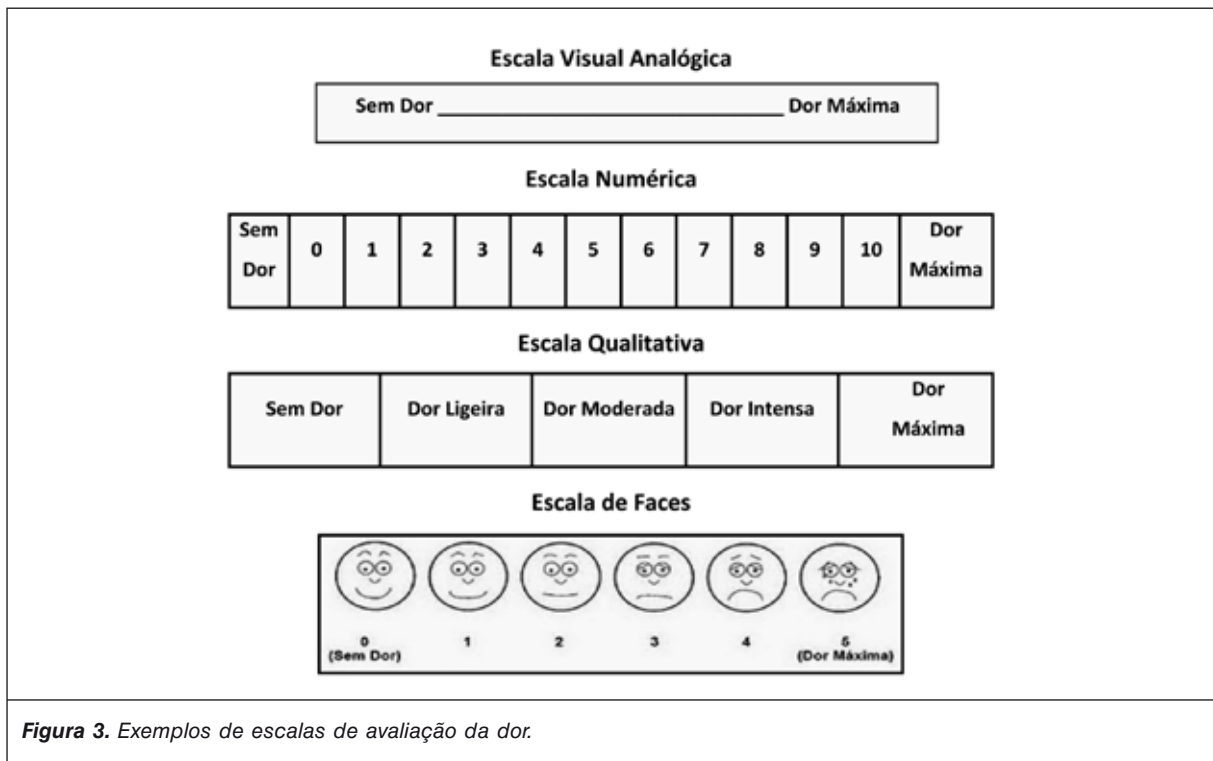 Escala Visual Analógica
Sem Dor ________________________________ Dor Máxima
Escala Numérica
Sem Dor 0 1 2 3 4 5 6 7 8 9 10 Dor Máxima
Escala Qualitativa
Sem Dor Dor Ligeira Dor Moderada Dor Intensa Dor Máxima
Escala de Faces
0 1 2 3 4 5
(Sem Dor) (Dor Máxima)
Figura 3. Exemplos de escalas de avaliação da dor.